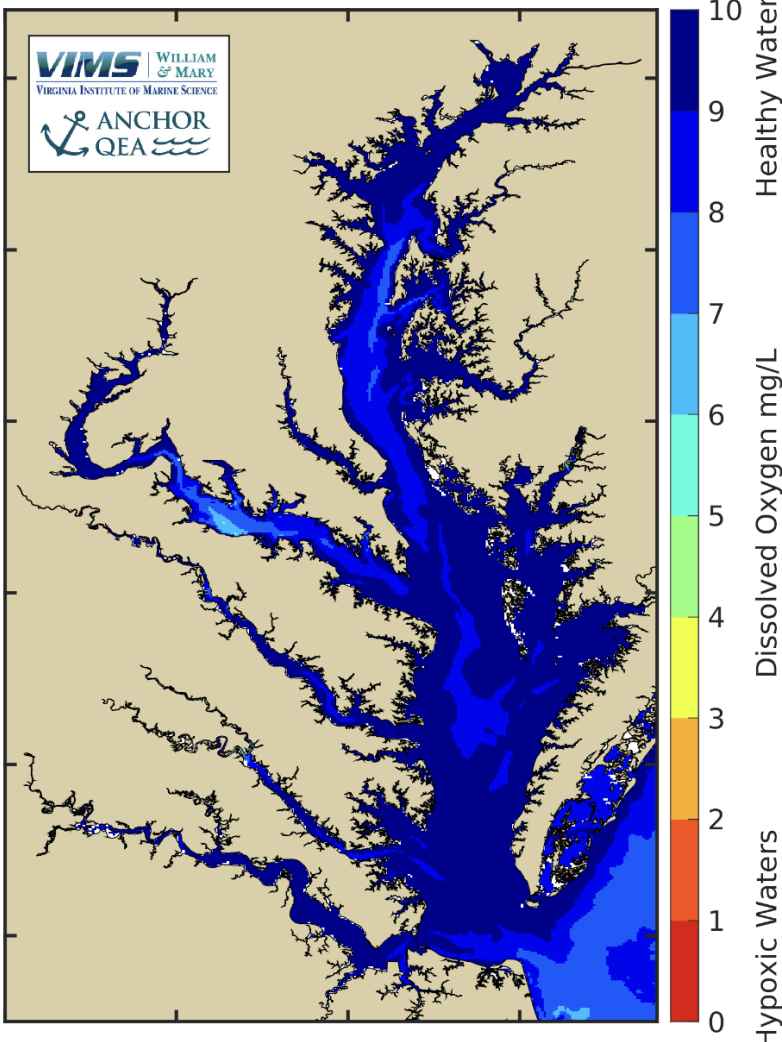 VIMS
WILLIAM
& MARY
VIRGINIA INSTITUTE OF MARINE SCIENCE
ANCHOR
QEA
10
9
8
7
6
5
4
3
2
1
0
Healthy Water
Dissolved Oxygen mg/L
Hypoxic Waters